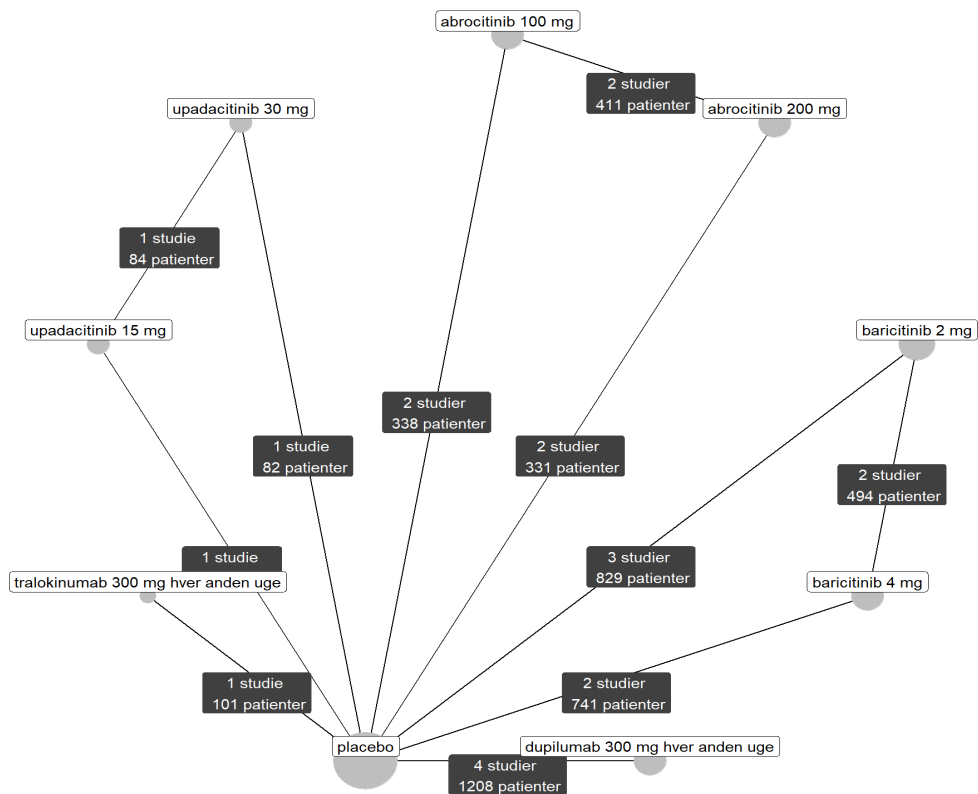 abrocitinib 100 mg
2 studier
411 patienter
upadacitinib 30 mg
abrocitinib 200 mg
1 studie
84 patienter
upadacitinib 15 mg
baricitinib 2 mg
2 studier
338 patienter
1 studie
82 patienter
2 studier
331 patienter
2 studier
494 patienter
1 studie
3 studier
829 patienter
tralokinumab 300 mg hver anden uge
baricitinib 4 mg
1 studie
101 patienter
2 studier
741 patienter
placebo
dupilumab 300 mg hver anden uge
4 studier
1208 patienter